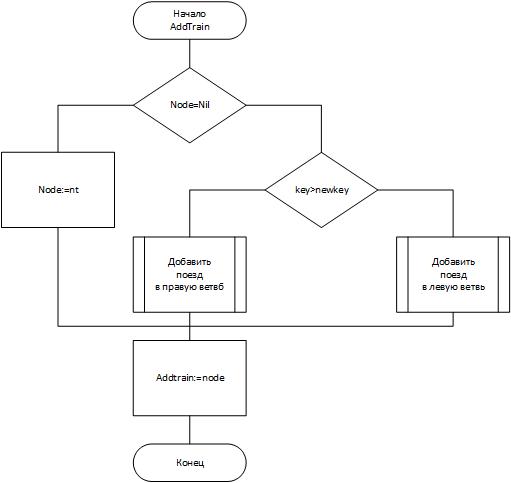 Начало
AddTrain
Node=Nil
Node:=nt
key>newkey
Добавить
поезд
в правую ветвб
Добавить
поезд
в левую ветвь
Addtrain:=node
Конец